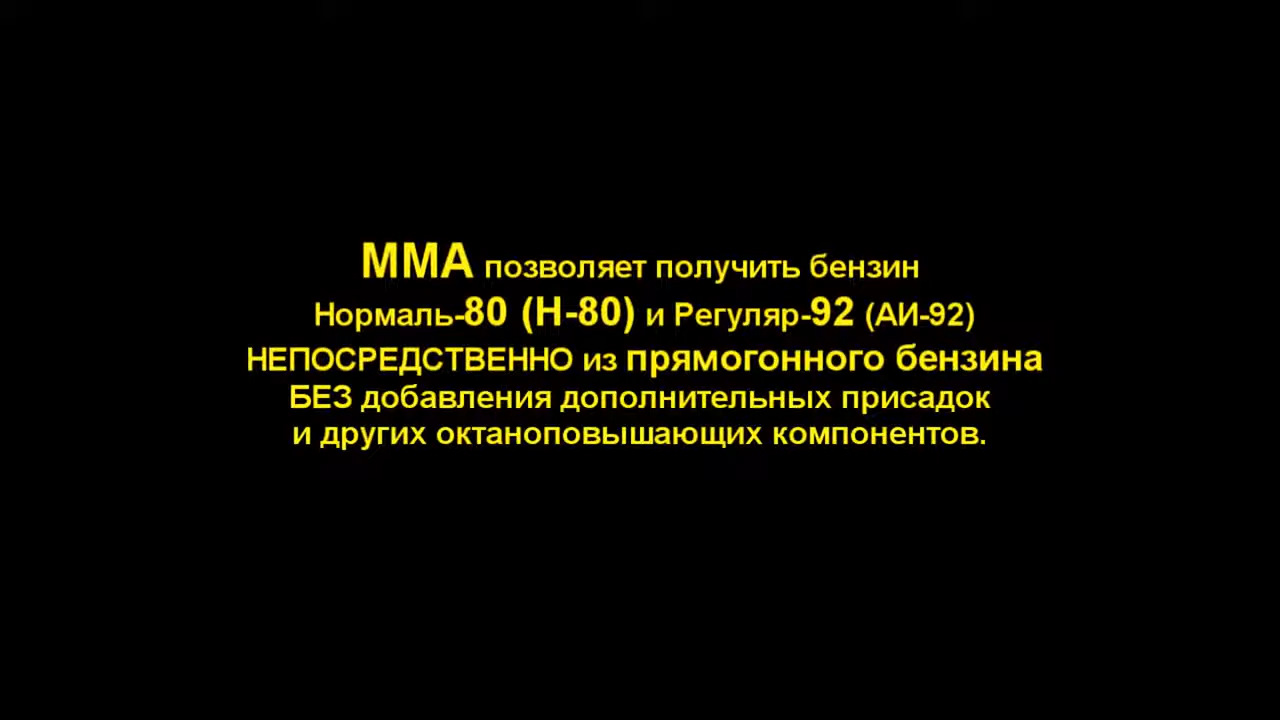 ММА позволяет получить бензин
Нормаль-80 (Н-80) и Регуляр-92 (АИ-92)
НЕПОСРЕДСТВЕННО из прямогонного бензина
БЕЗ добавления дополнительных присадок
и других октаноповышающих компонентов.